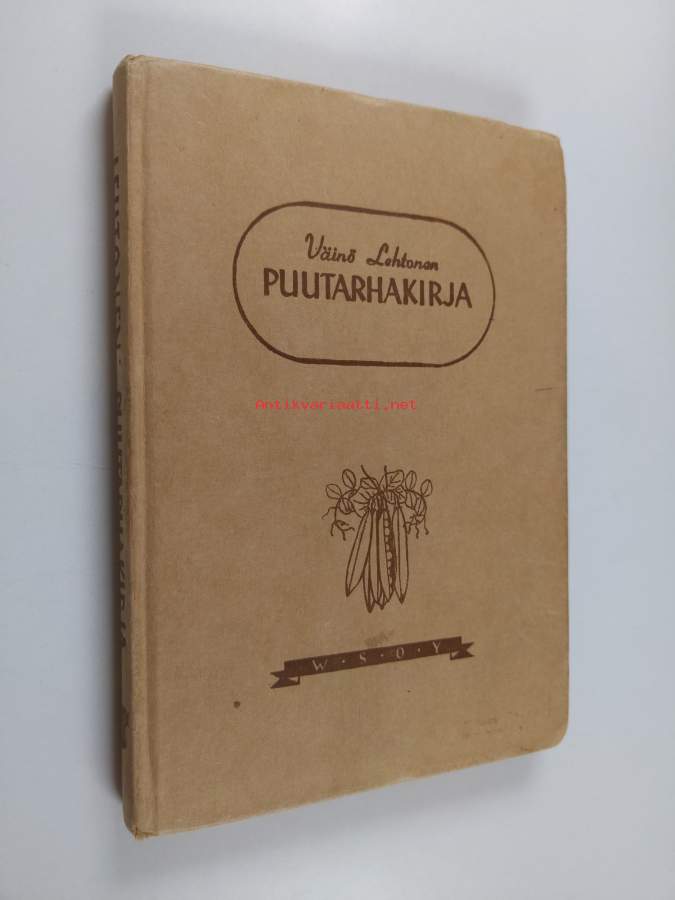 Väinö Lehtonen
PUUTARHAKIRJA
Antikvariaatti.net
W·S·O·Y